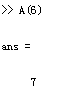 >> A(6)
ans =
7